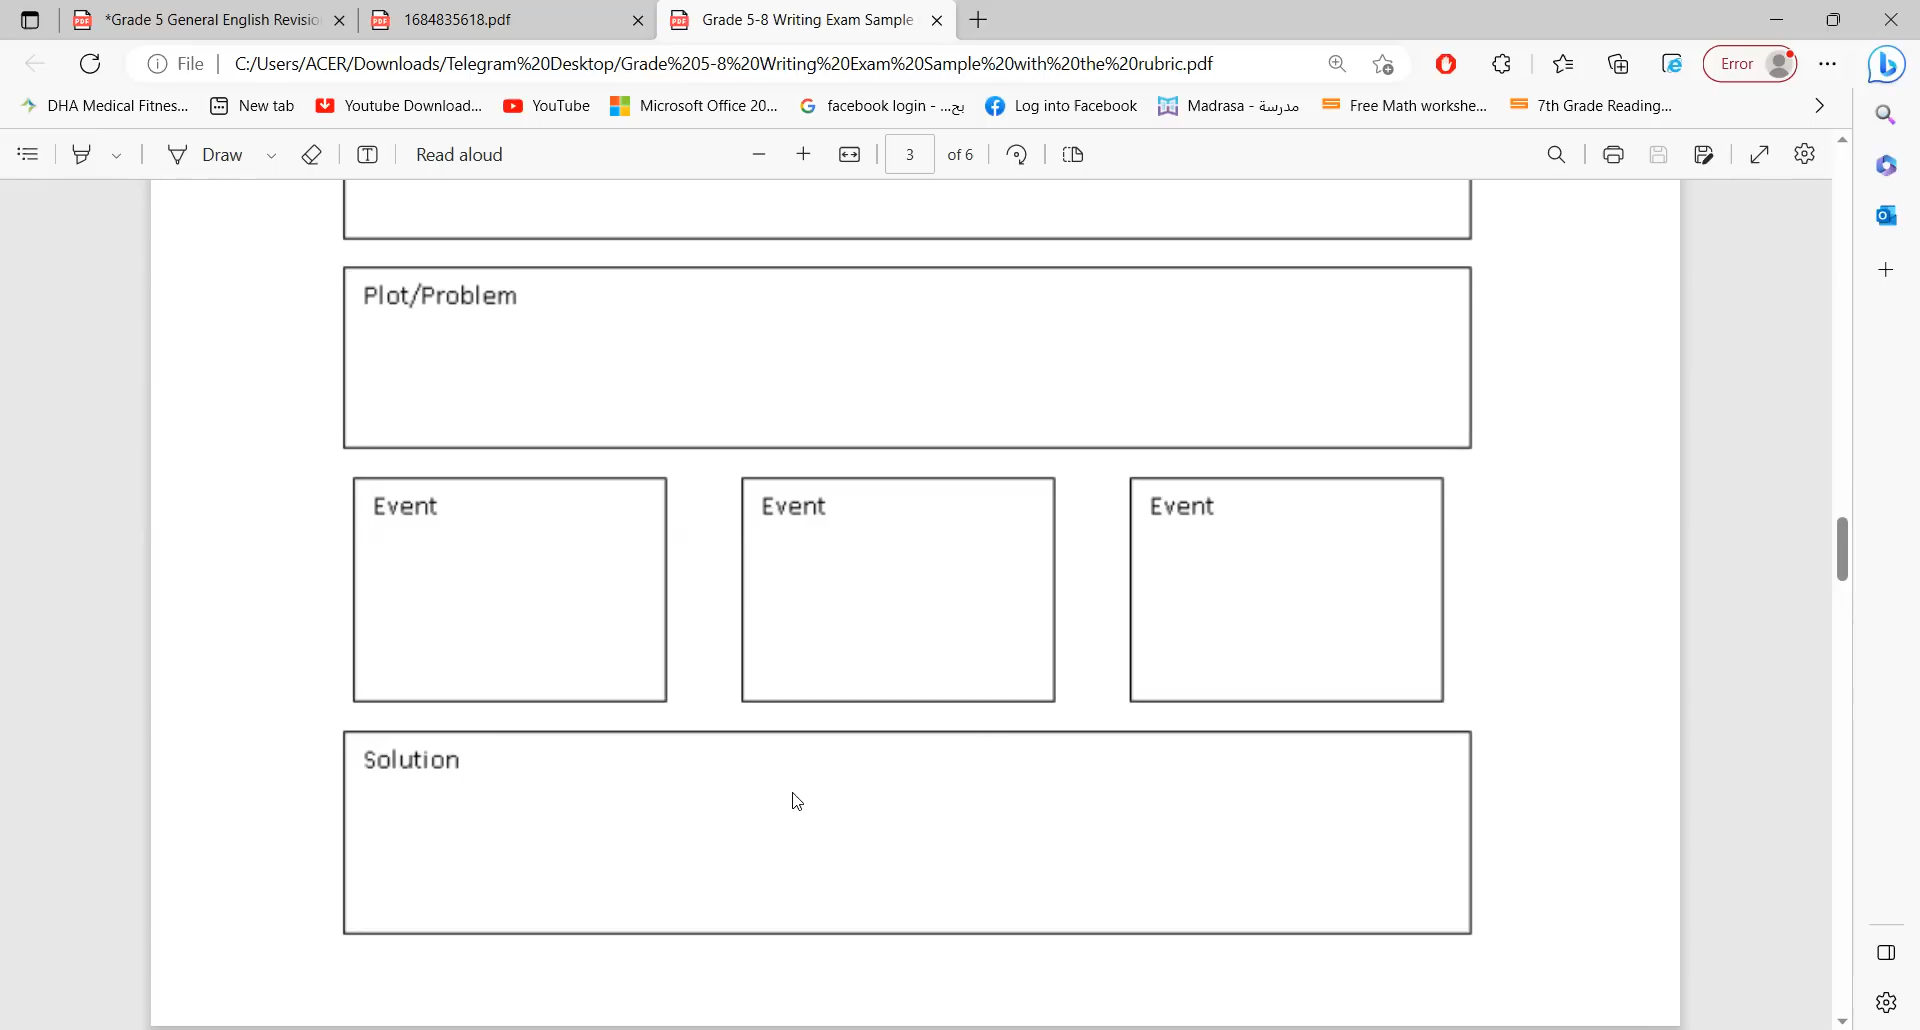 *Grade 5 General English Revisio
1684835618.pdf
Grade 5-8 Writing Exam Sample
File
C:/Users/ACER/Downloads/Telegram%20Desktop/Grade%205-8%20Writing%20Exam%20Sample%20with%20the%20rubric.pdf
Error
DHA Medical Fitnes...
New tab
Youtube Download...
YouTube
Microsoft Office 20...
facebook login - ...بح
Log into Facebook
Madrasa - مدرسة
Free Math workshe...
7th Grade Reading...
Draw
Read aloud
3 of 6
Plot/Problem
Event Event Event
Solution